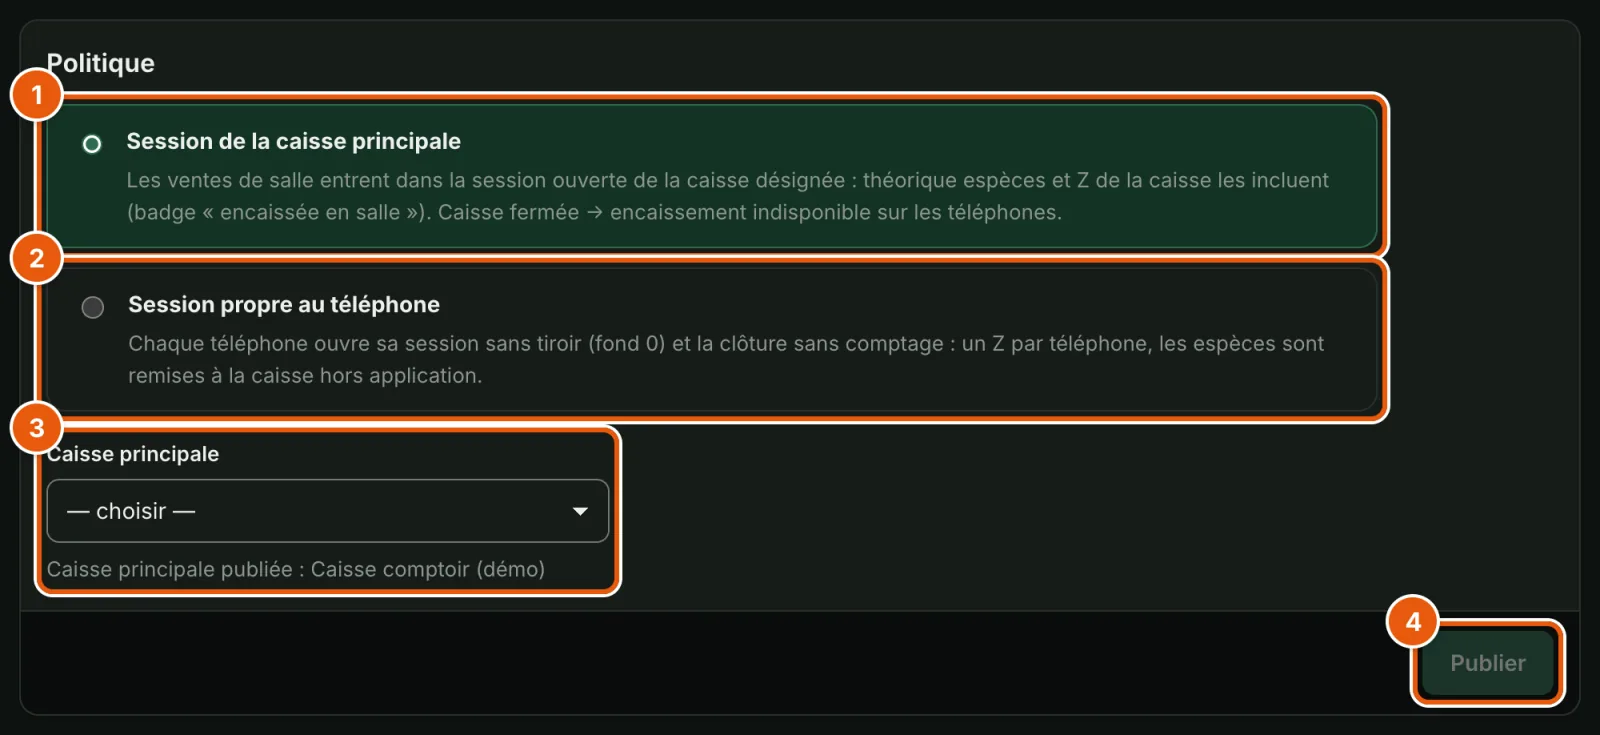 Politique
1
Session de la caisse principale
Les ventes de salle entrent dans la session ouverte de la caisse désignée : théorique espèces et Z de la caisse les incluent
(badge « encaissée en salle »). Caisse fermée → encaissement indisponible sur les téléphones.
2
Session propre au téléphone
Chaque téléphone ouvre sa session sans tiroir (fond 0) et la clôture sans comptage : un Z par téléphone, les espèces sont
remises à la caisse hors application.
3
Caisse principale
— choisir —
Caisse principale publiée : Caisse comptoir (démo)
4
Publier